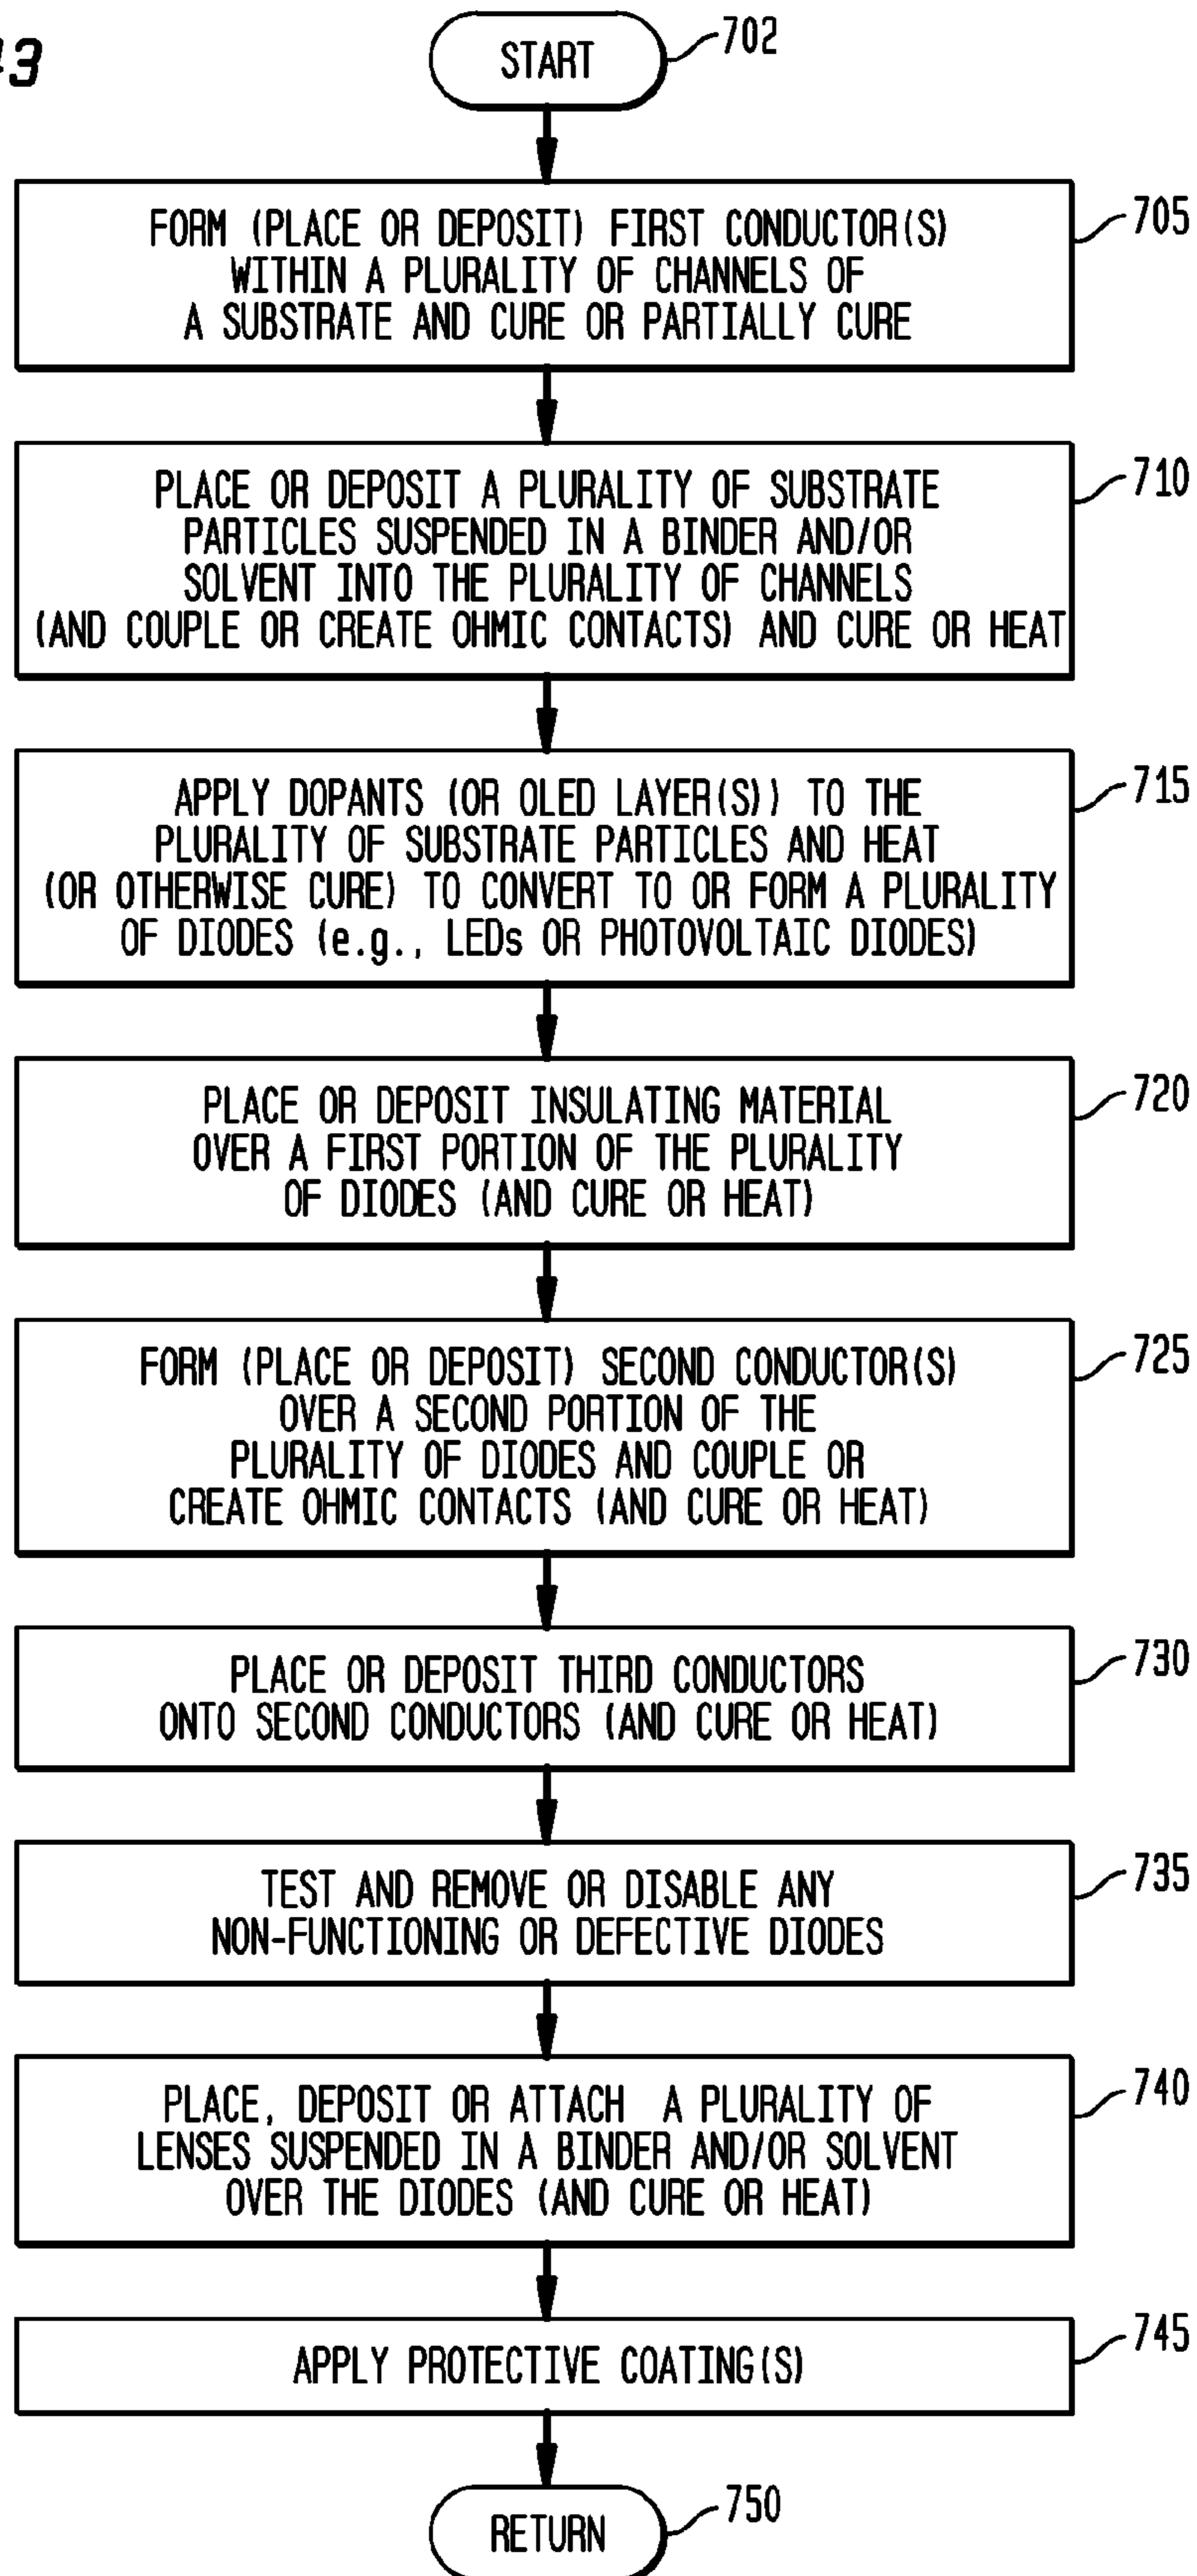 START
702
FORM (PLACE OR DEPOSIT) FIRST CONDUCTOR(S)
WITHIN A PLURALITY OF CHANNELS OF
A SUBSTRATE AND CURE OR PARTIALLY CURE
705
PLACE OR DEPOSIT A PLURALITY OF SUBSTRATE
PARTICLES SUSPENDED IN A BINDER AND/OR
SOLVENT INTO THE PLURALITY OF CHANNELS
(AND COUPLE OR CREATE OHMIC CONTACTS) AND CURE OR HEAT
710
APPLY DOPANTS (OR OLED LAYER(S)) TO THE
PLURALITY OF SUBSTRATE PARTICLES AND HEAT
(OR OTHERWISE CURE) TO CONVERT TO OR FORM A PLURALITY
OF DIODES (e.g., LEDs OR PHOTOVOLTAIC DIODES)
715
PLACE OR DEPOSIT INSULATING MATERIAL
OVER A FIRST PORTION OF THE PLURALITY
OF DIODES (AND CURE OR HEAT)
720
FORM (PLACE OR DEPOSIT) SECOND CONDUCTOR(S)
OVER A SECOND PORTION OF THE
PLURALITY OF DIODES AND COUPLE OR
CREATE OHMIC CONTACTS (AND CURE OR HEAT)
725
PLACE OR DEPOSIT THIRD CONDUCTORS
ONTO SECOND CONDUCTORS (AND CURE OR HEAT)
730
TEST AND REMOVE OR DISABLE ANY
NON-FUNCTIONING OR DEFECTIVE DIODES
735
PLACE, DEPOSIT OR ATTACH A PLURALITY OF
LENSES SUSPENDED IN A BINDER AND/OR SOLVENT
OVER THE DIODES (AND CURE OR HEAT)
740
APPLY PROTECTIVE COATING(S)
745
RETURN
750